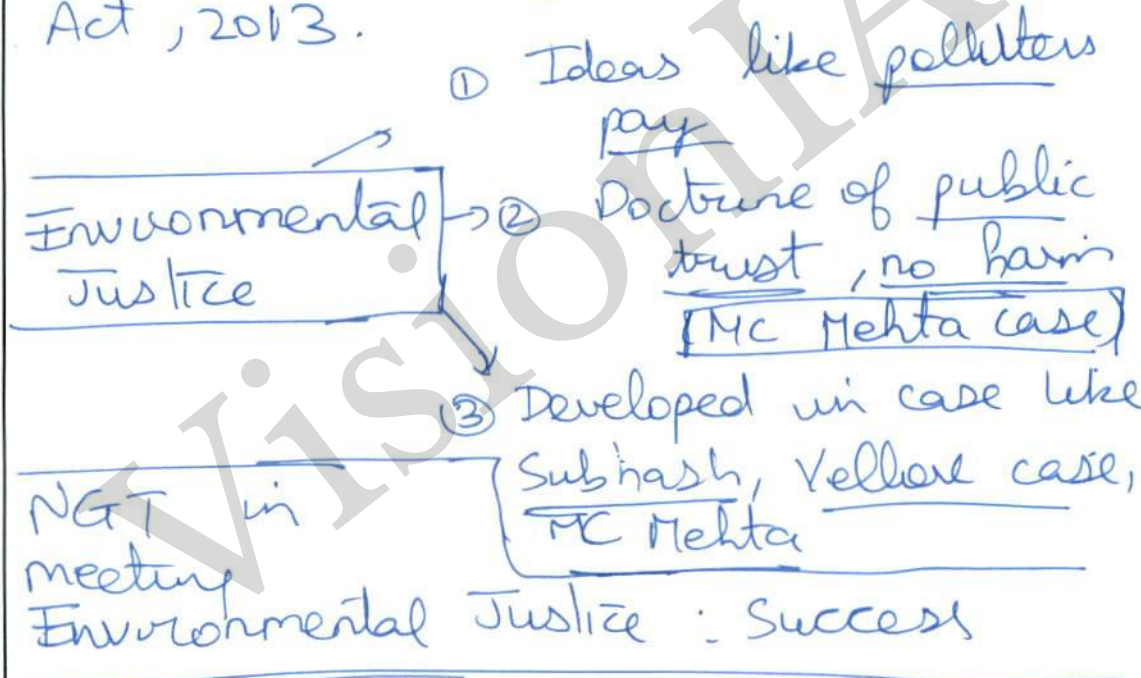 Act, 2013.
① Ideas like polluters
pay
Environmental
Justice
② Doctrine of public
trust, no harm
(MC Mehta case)
③ Developed in case like
Subhash, Vellore case,
MC Mehta
NGT in
meeting
Environmental Justice : Success
VisionIA